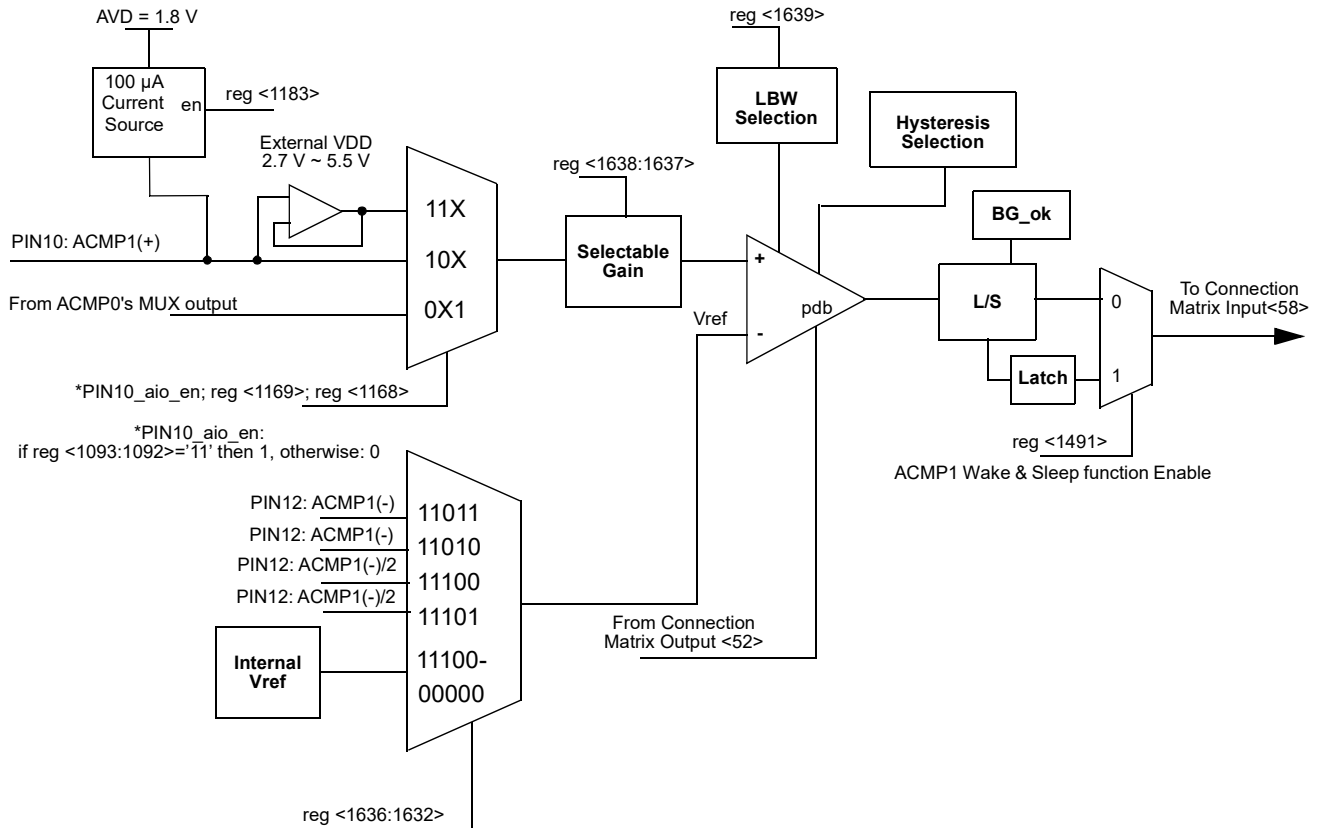 AVD = 1.8 V
reg <1639>
100 µA
Current
Source
en
reg <1183>
LBW
Selection
Hysteresis
Selection
External VDD
2.7 V ~ 5.5 V
reg <1638:1637>
11X
BG_ok
PIN10: ACMP1(+)
10X
Selectable
Gain
+
L/S
0
To Connection
Matrix Input<58>
From ACMP0's MUX output
0X1
Vref
pdb
-
Latch
1
*PIN10_aio_en; reg <1169>; reg <1168>
*PIN10_aio_en:
if reg <1093:1092>='11' then 1, otherwise: 0
reg <1491>
ACMP1 Wake & Sleep function Enable
PIN12: ACMP1(-)
11011
PIN12: ACMP1(-)
11010
PIN12: ACMP1(-)/2
11100
PIN12: ACMP1(-)/2
11101
From Connection
Matrix Output <52>
Internal
Vref
11100-
00000
reg <1636:1632>